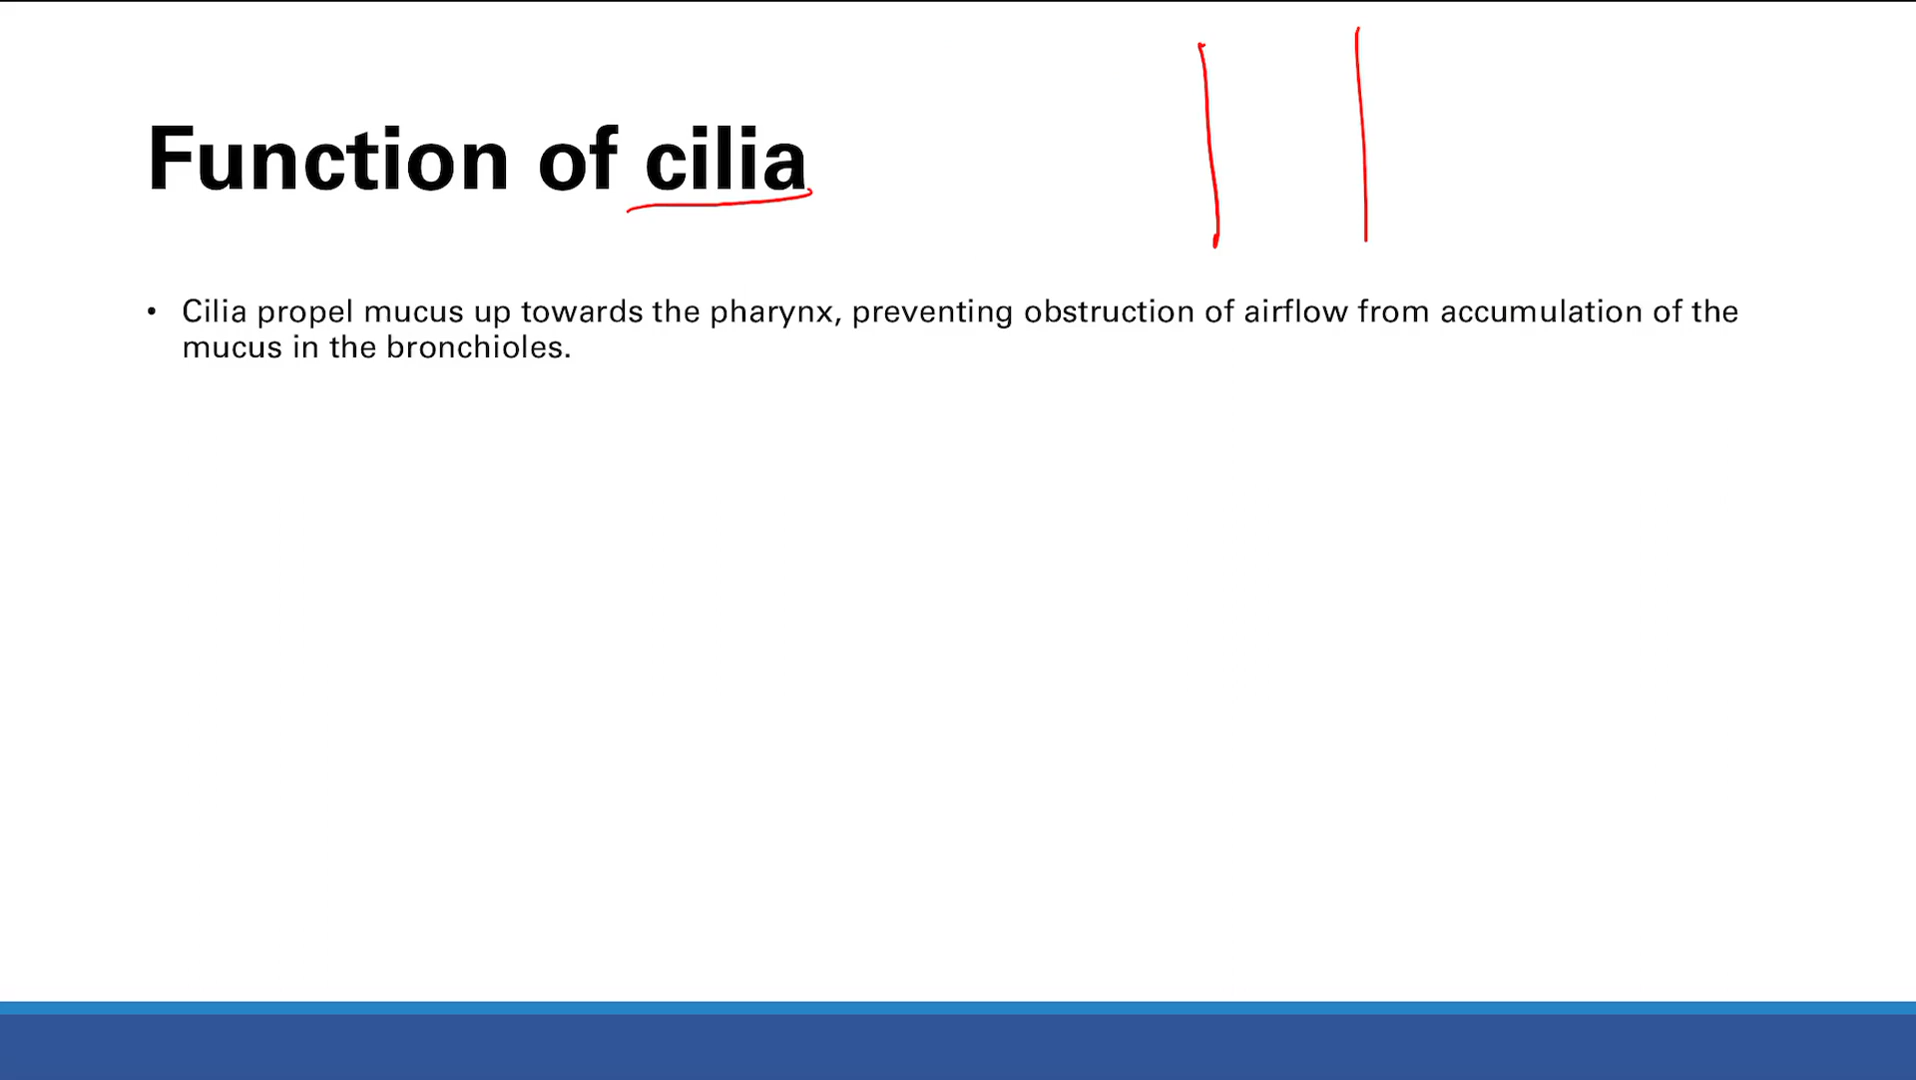 Function of cilia
• Cilia propel mucus up towards the pharynx, preventing obstruction of airflow from accumulation of the
mucus in the bronchioles.